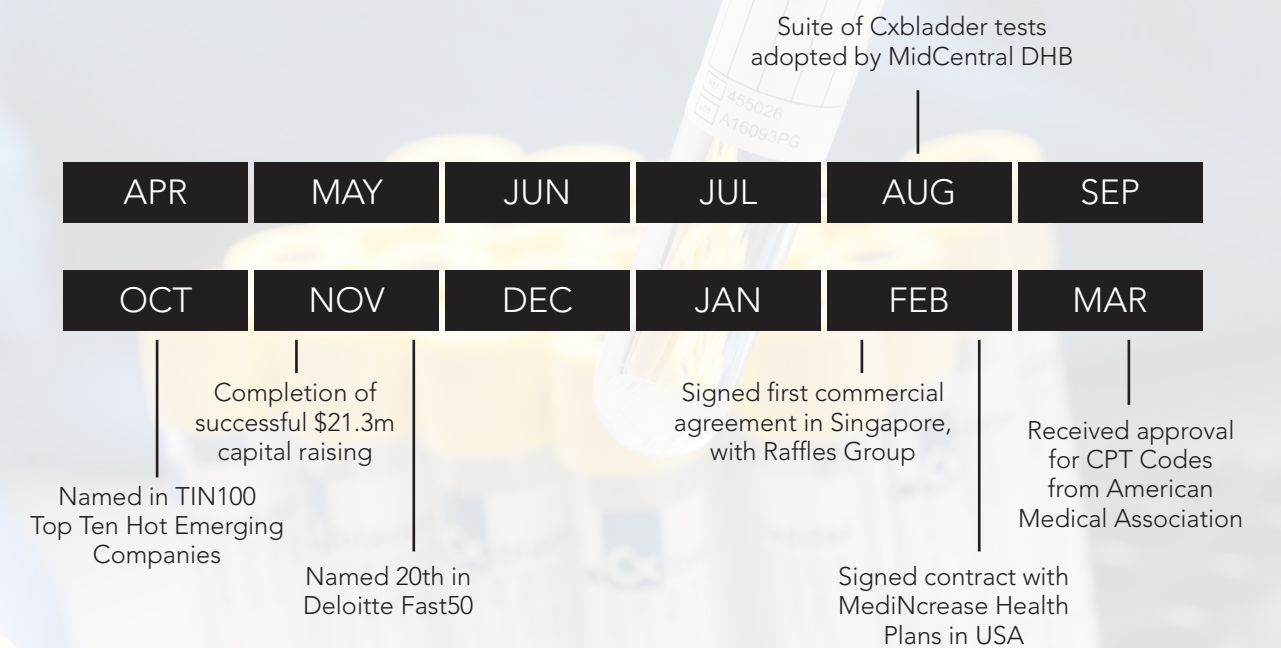 Suite of Cxbladder tests
adopted by MidCentral DHB
455026
A16093PG
APR
MAY
JUN
JUL
AUG
SEP
OCT
NOV
DEC
JAN
FEB
MAR
Completion of
successful $21.3m
capital raising
Signed first commercial
agreement in Singapore,
with Raffles Group
Received approval
for CPT Codes
from American
Medical Association
Named in TIN100
Top Ten Hot Emerging
Companies
Named 20th in
Deloitte Fast50
Signed contract with
MediNcrease Health
Plans in USA